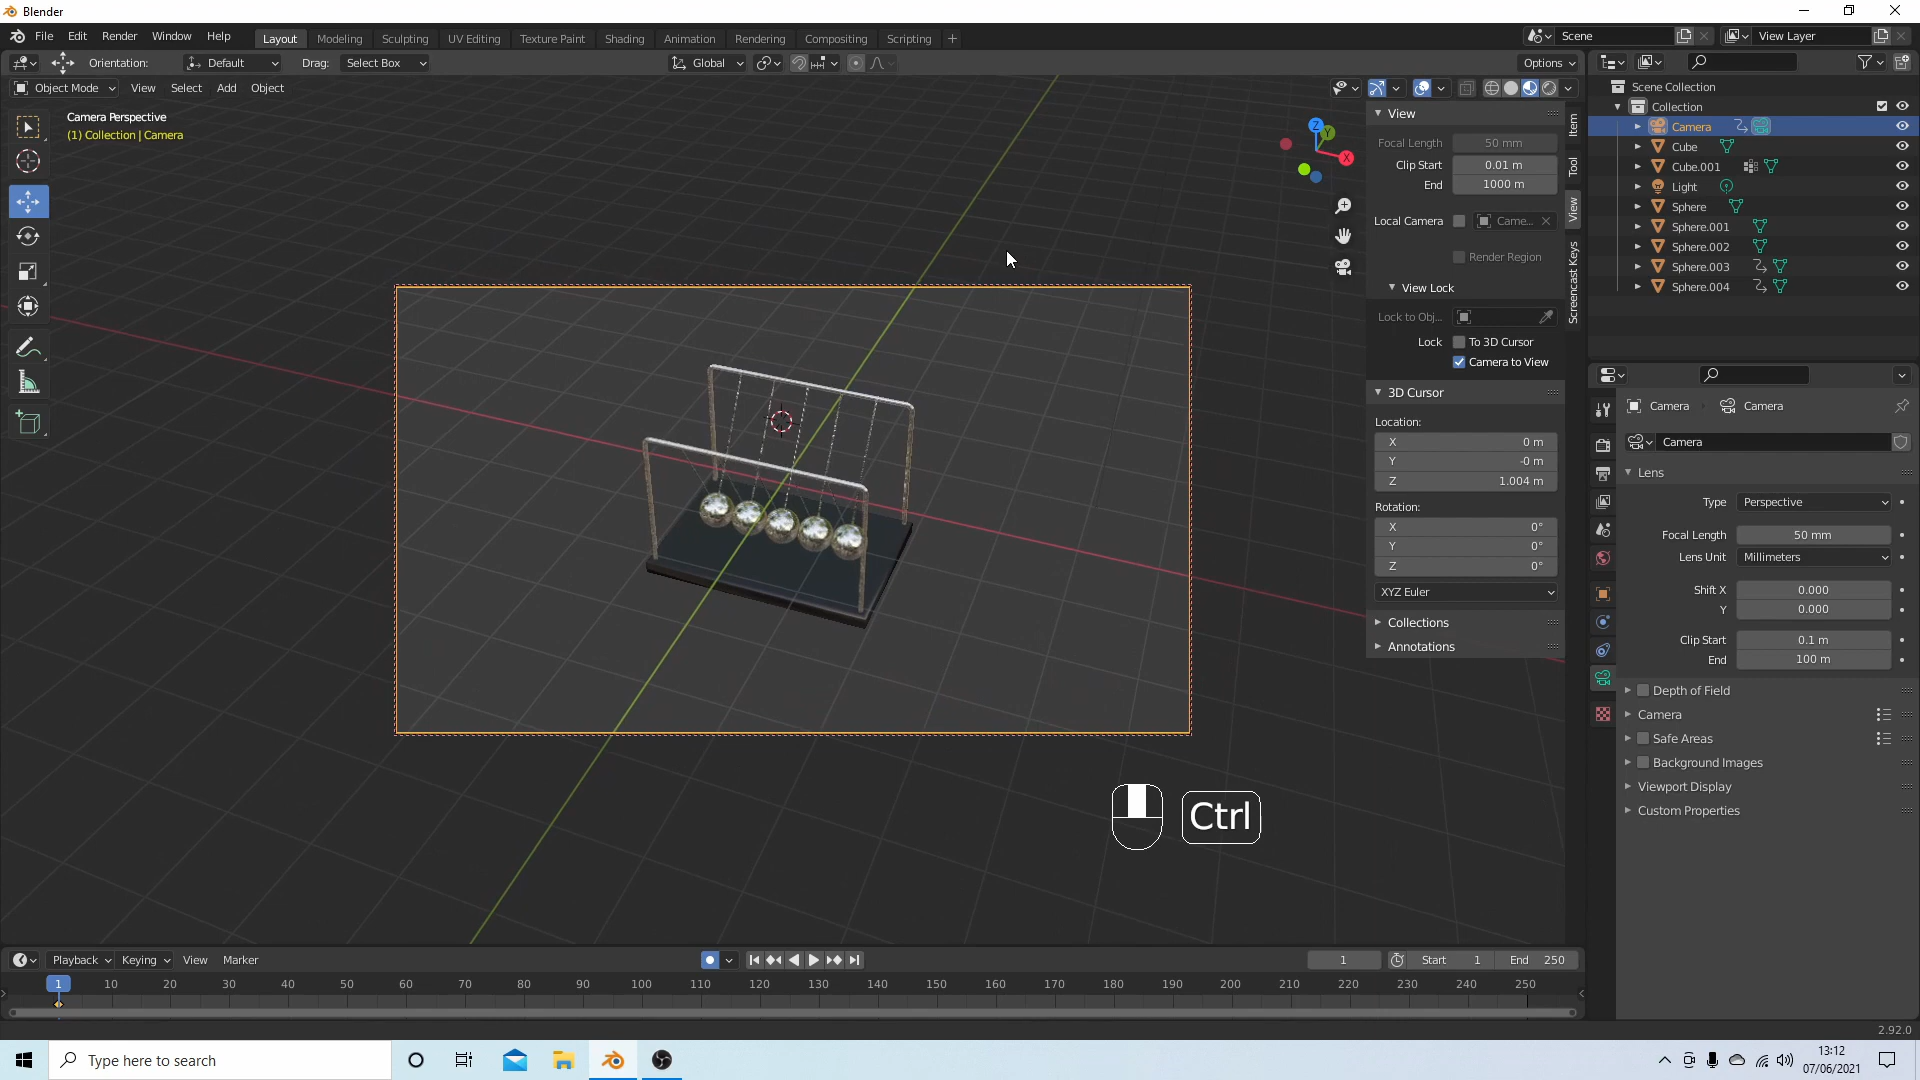 Blender
File Edit Render Window Help
Layout Modeling Sculpting UV Editing Texture Paint Shading Animation Rendering Compositing Scripting +
Scene
View Layer
Orientation: Default Drag: Select Box
Global
Options
Object Mode View Select Add Object
Camera Perspective
(1) Collection | Camera
Z
Y
X
View
Focal Length 50 mm
Clip Start 0.01 m
End 1000 m
Local Camera Came...
Render Region
View Lock
Lock to Obj...
Lock To 3D Cursor
Camera to View
3D Cursor
Location:
X 0 m
Y -0 m
Z 1.004 m
Rotation:
X 0°
Y 0°
Z 0°
XYZ Euler
Collections
Annotations
Item
Tool
View
Screencast Keys
Scene Collection
Collection
Camera
Cube
Cube.001
Light
Sphere
Sphere.001
Sphere.002
Sphere.003
Sphere.004
Camera Camera
Camera
Lens
Type Perspective
Focal Length 50 mm
Lens Unit Millimeters
Shift X 0.000
Y 0.000
Clip Start 0.1 m
End 100 m
Depth of Field
Camera
Safe Areas
Background Images
Viewport Display
Custom Properties
Ctrl
Playback Keying View Marker
1 Start 1 End 250
1 10 20 30 40 50 60 70 80 90 100 110 120 130 140 150 160 170 180 190 200 210 220 230 240 250
2.92.0
Type here to search
13:12
07/06/2021